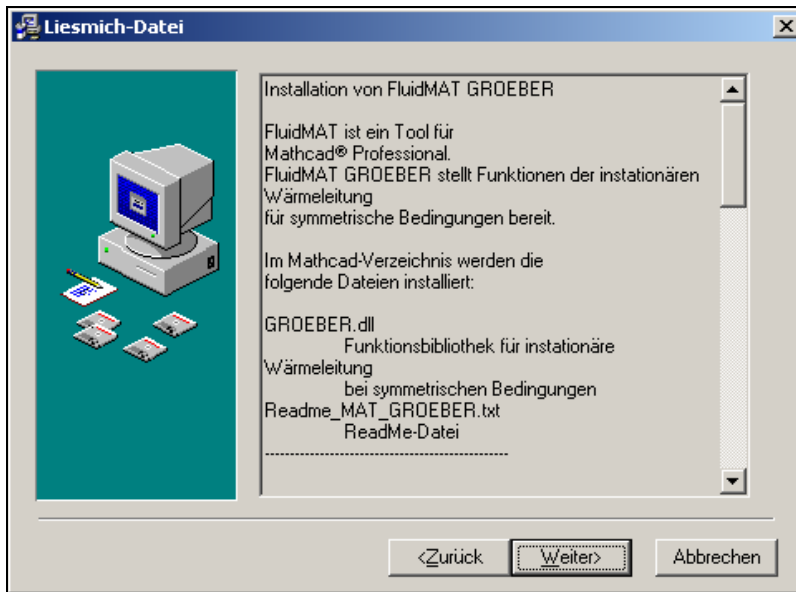 Liesmich-Datei
Installation von FluidMAT GROEBER
FluidMAT ist ein Tool für
Mathcad® Professional.
FluidMAT GROEBER stellt Funktionen der instationären
Wärmeleitung
für symmetrische Bedingungen bereit.
Im Mathcad-Verzeichnis werden die
folgende Dateien installiert:
GROEBER.dll
Funktionsbibliothek für instationäre
Wärmeleitung
bei symmetrischen Bedingungen
Readme_MAT_GROEBER.txt
ReadMe-Datei
-------------------------------------------------
<Zurück
Weiter>
Abbrechen